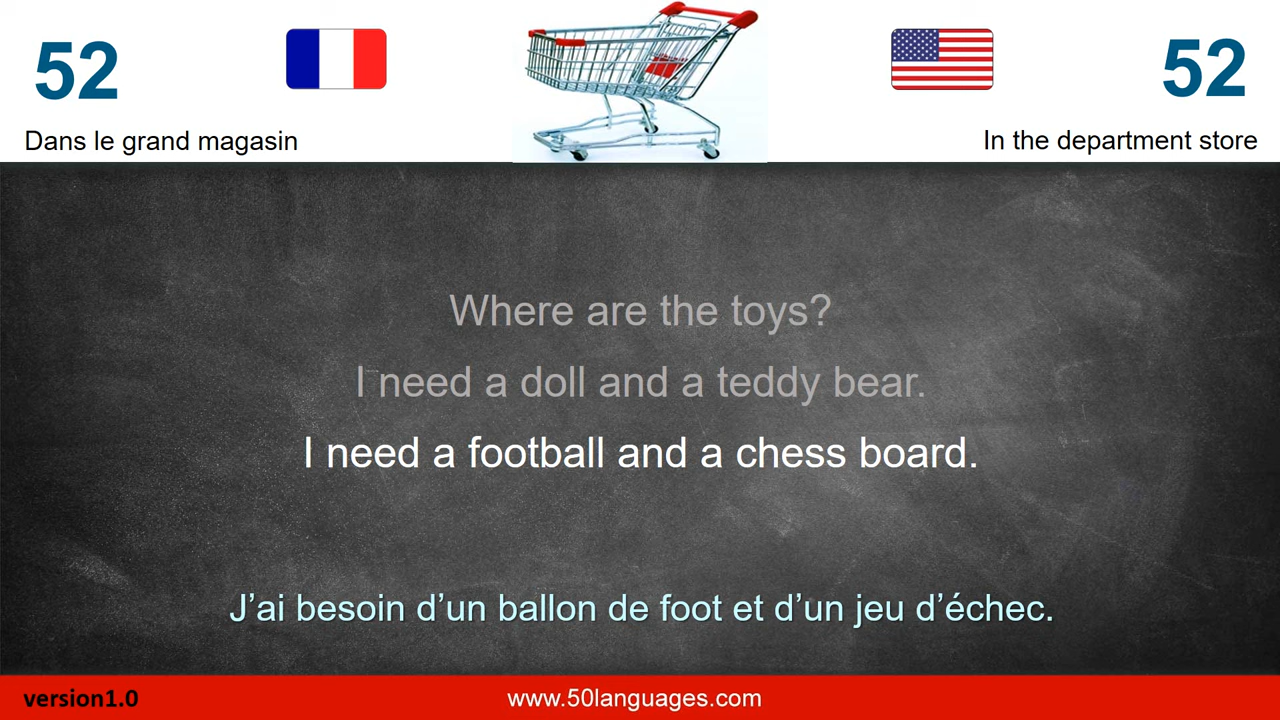 52
52
Dans le grand magasin
In the department store
Where are the toys?
I need a doll and a teddy bear.
I need a football and a chess board.
J’ai besoin d’un ballon de foot et d’un jeu d’échec.
version1.0
www.50languages.com